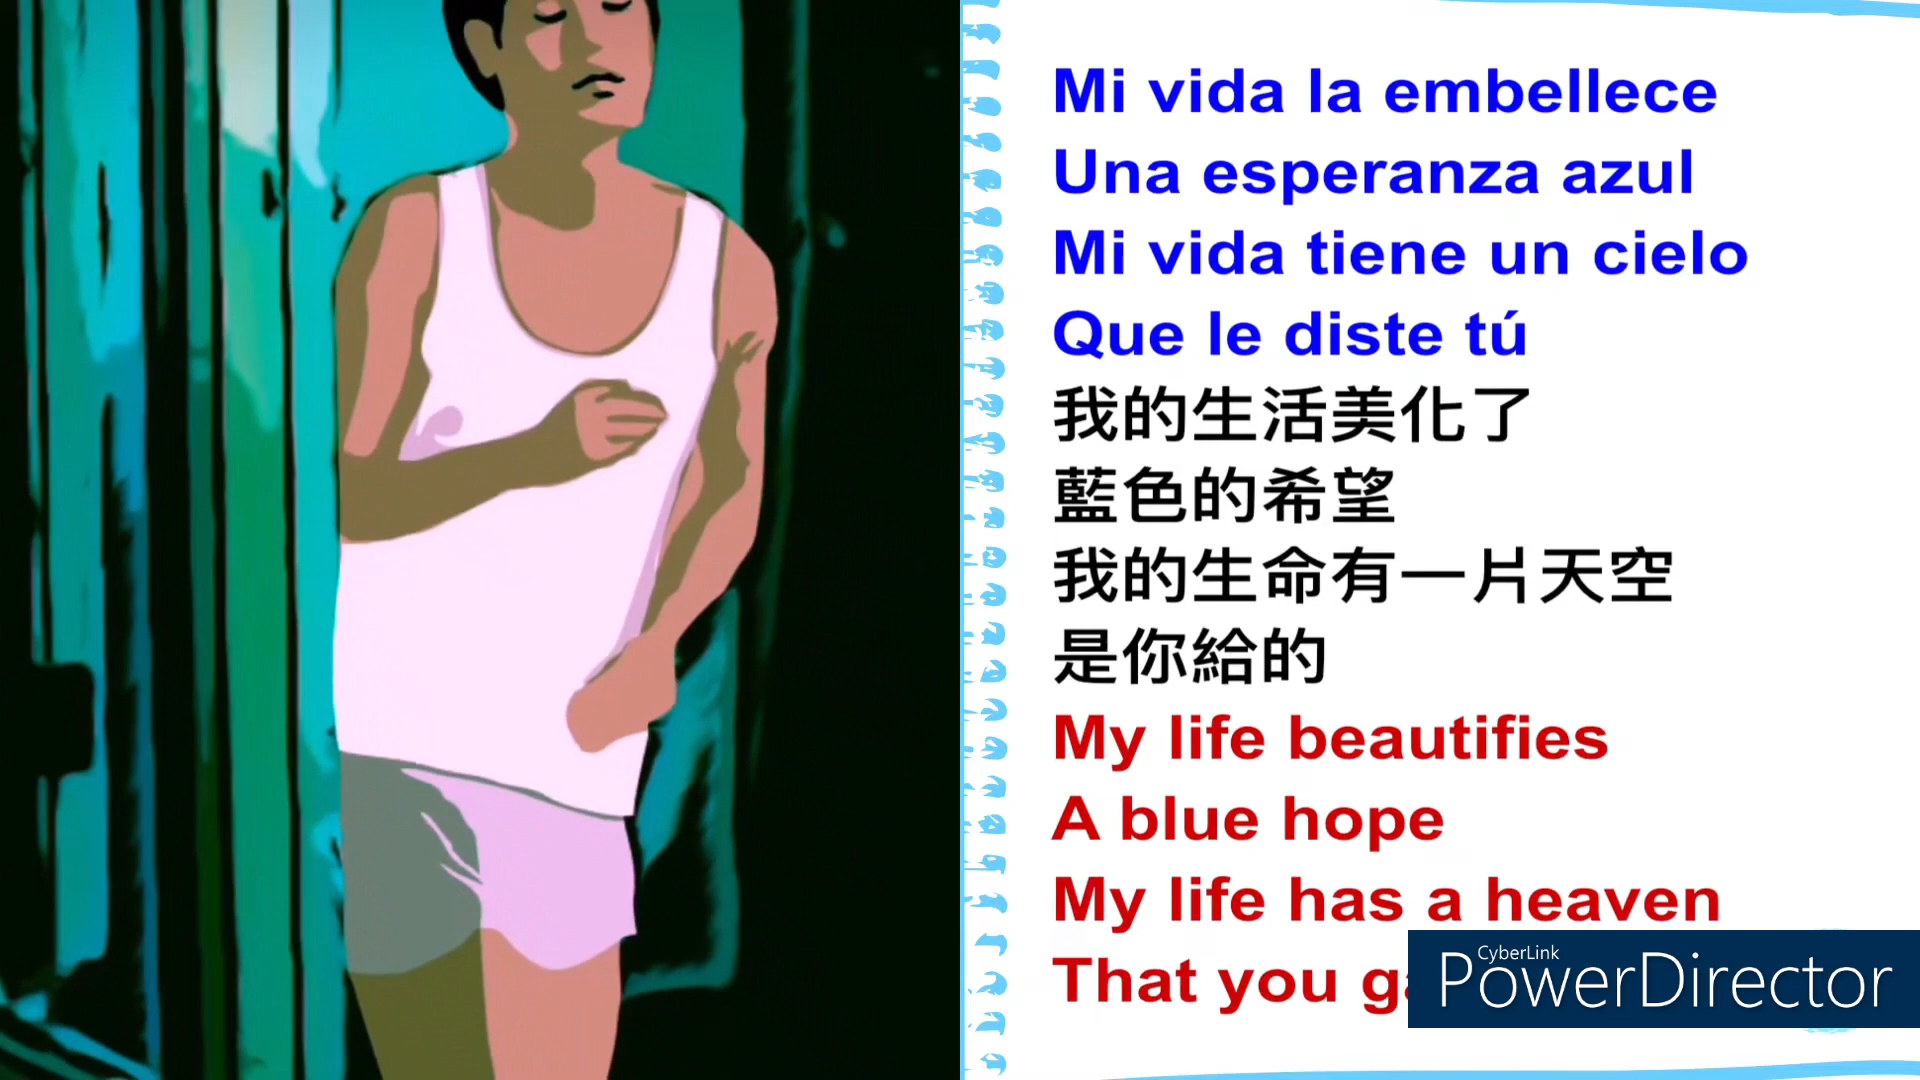 Mi vida la embellece
Una esperanza azul
Mi vida tiene un cielo
Que le diste tú
我的生活美化了
藍色的希望
我的生命有一片天空
是你給的
My life beautifies
A blue hope
My life has a heaven
That you
CyberLink
PowerDirector